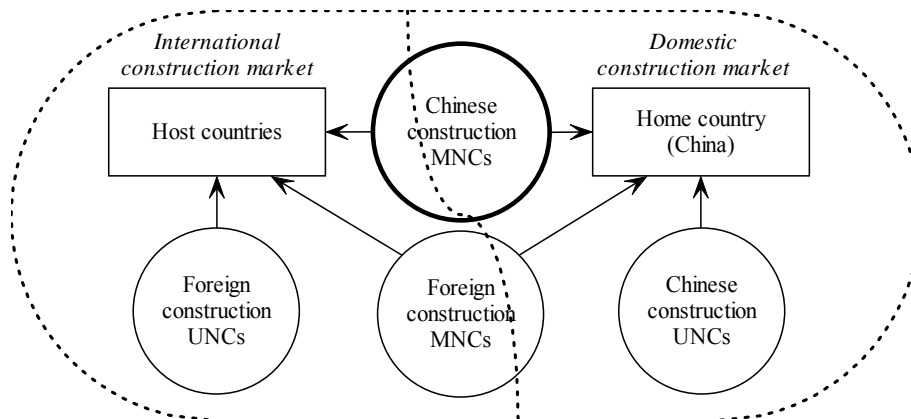 International
construction market
Domestic
construction market
Host countries
Chinese
construction
MNCs
Home country
(China)
Foreign
construction
UNCs
Foreign
construction
MNCs
Chinese
construction
UNCs